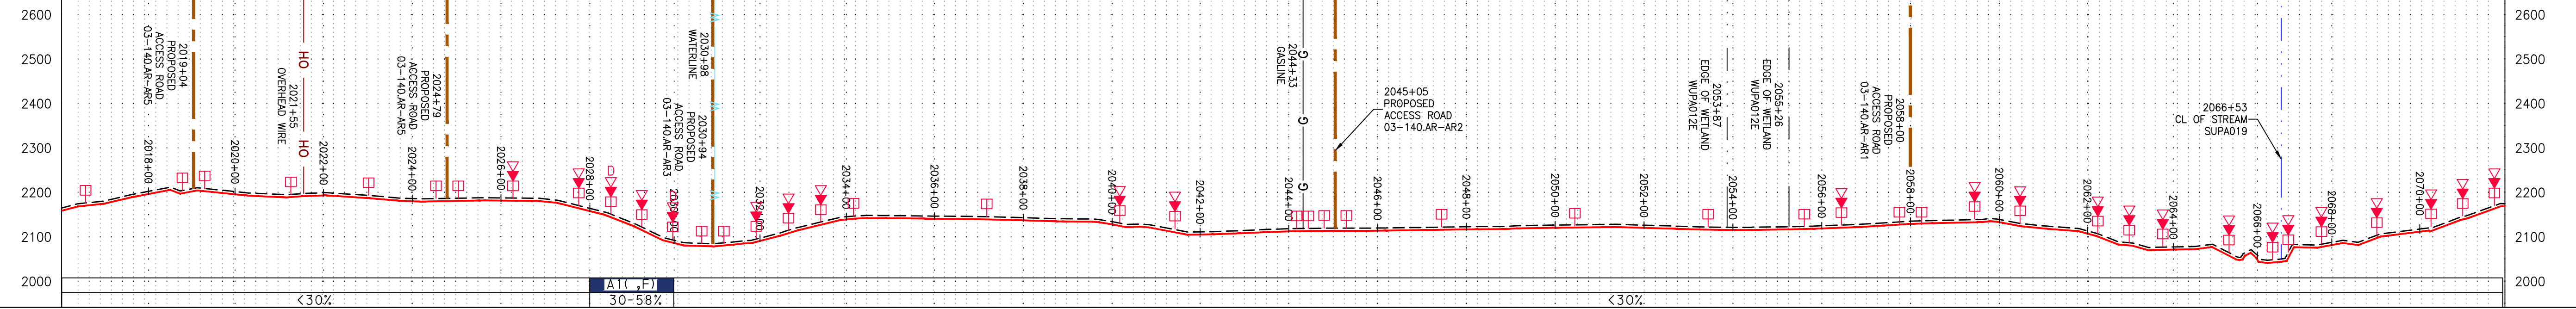 2600
2500
2400
2300
2200
2100
2000
2019+04
PROPOSED
ACCESS ROAD
03-140.AR-AR5
2021+55
OVERHEAD WIRE
HO
HO
2024+79
PROPOSED
ACCESS ROAD
03-140.AR-AR5
2030+98
WATERLINE
W
W
W
2030+94
PROPOSED
ACCESS ROAD
03-140.AR-AR3
2044+33
GASLINE
G
G
G
2045+05
PROPOSED
ACCESS ROAD
03-140.AR-AR2
2053+87
EDGE OF WETLAND
WUPA012E
2055+26
EDGE OF WETLAND
WUPA012E
2058+00
PROPOSED
ACCESS ROAD
03-140.AR-AR1
2066+53
CL OF STREAM
SUPA019
D
2018+00
2020+00
2022+00
2024+00
2026+00
2028+00
2030+00
2032+00
2034+00
2036+00
2038+00
2040+00
2042+00
2044+00
2046+00
2048+00
2050+00
2052+00
2054+00
2056+00
2058+00
2060+00
2062+00
2064+00
2066+00
2068+00
2070+00
A1( ,F)
<30%
30-58%
<30%
2600
2500
2400
2300
2200
2100
2000